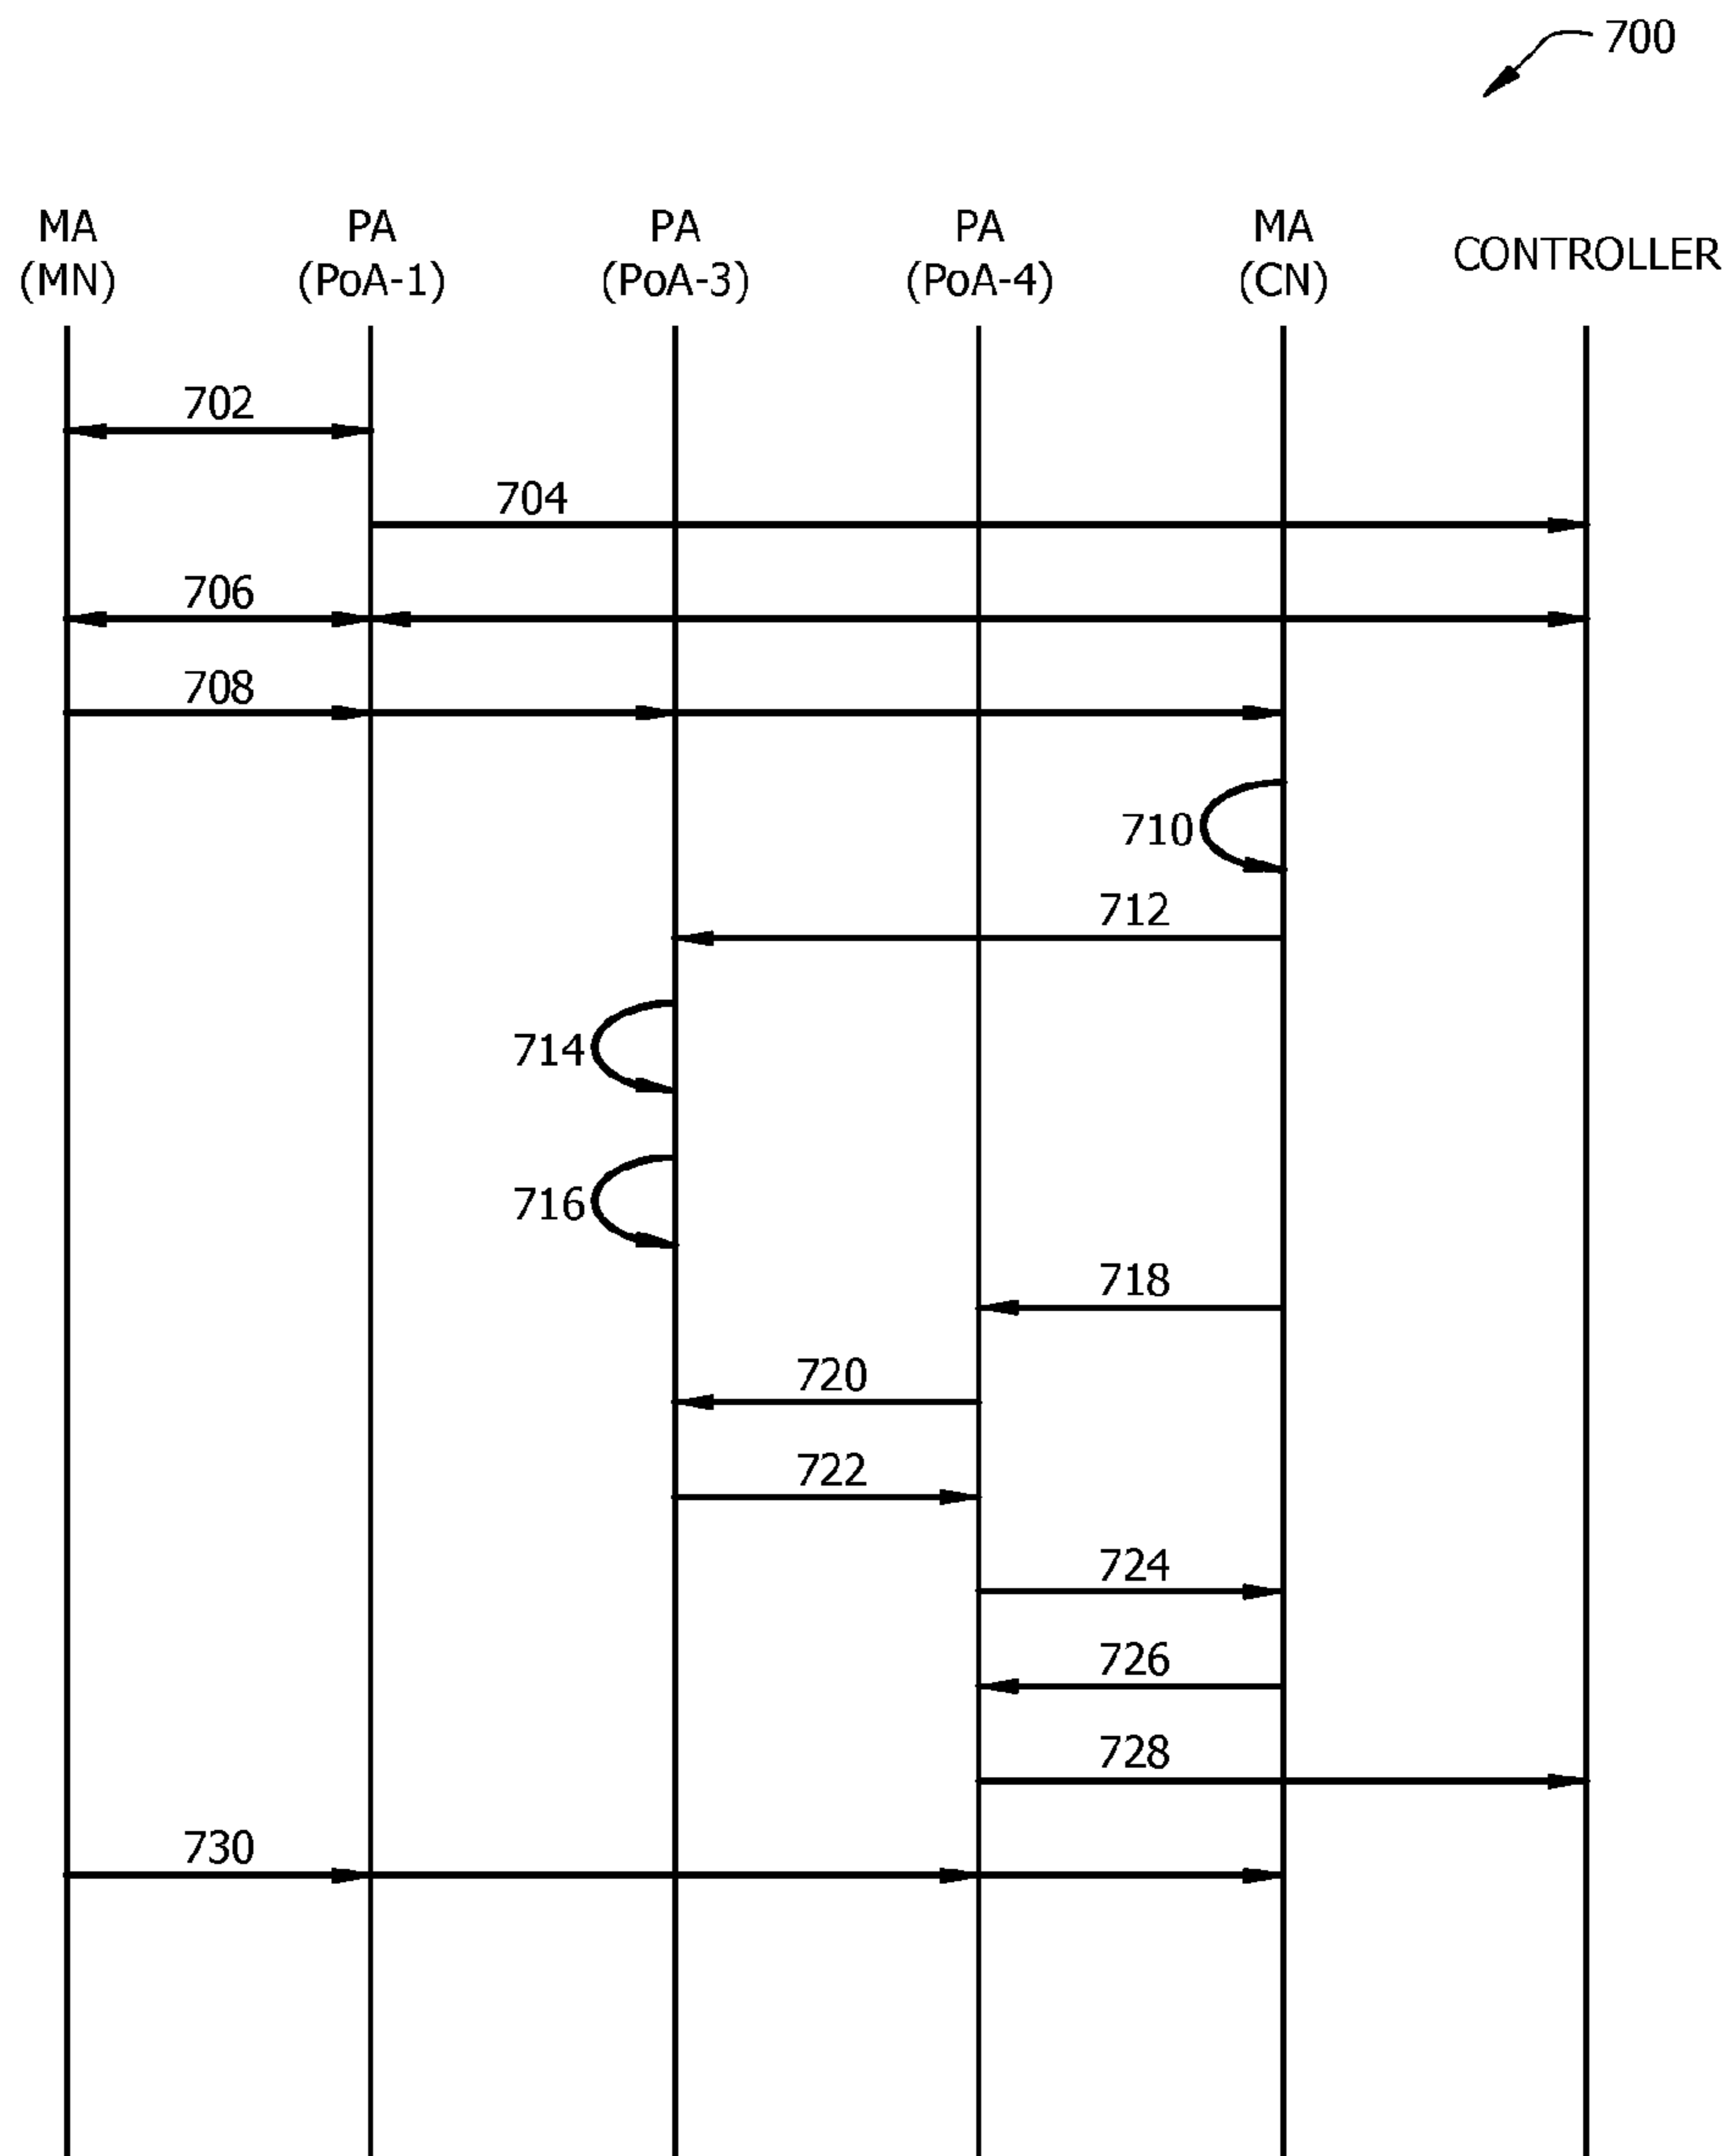 700
MA
(MN)
PA
(PoA-1)
PA
(PoA-3)
PA
(PoA-4)
MA
(CN)
CONTROLLER
702
704
706
708
710
712
714
716
718
720
722
724
726
728
730